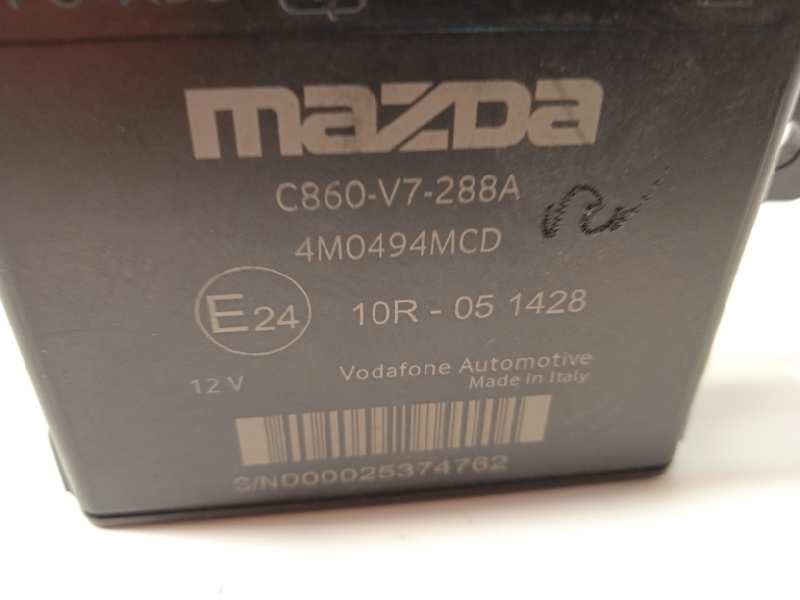 mazda
C860-V7-288A
4M0494MCD
E24 10R - 05 1428
12 V
Vodafone Automotive
Made in Italy
S/N000025374762